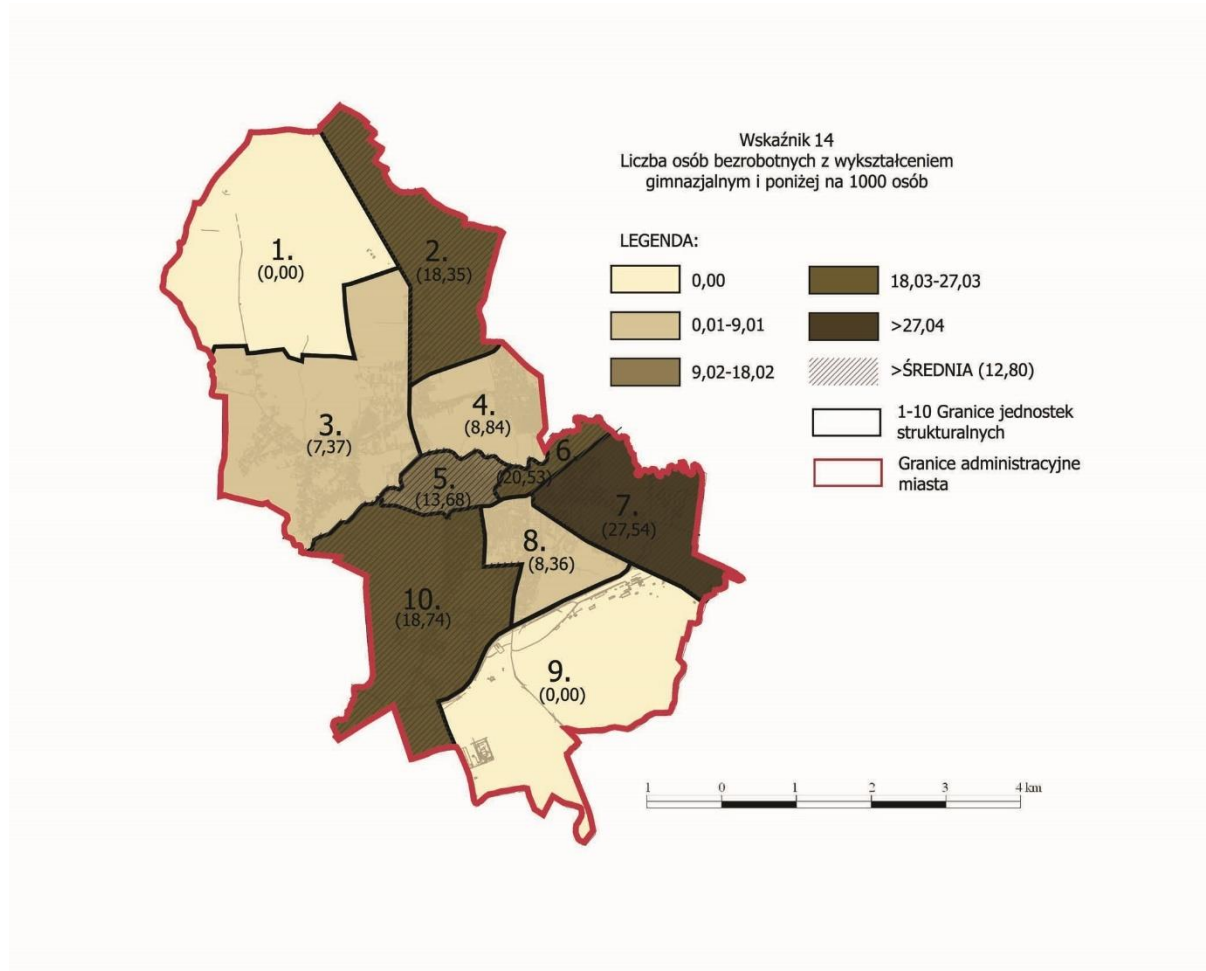 Wskaźnik 14
Liczba osób bezrobotnych z wykształceniem
gimnazjalnym i poniżej na 1000 osób
LEGENDA:
0,00
0,01-9,01
9,02-18,02
18,03-27,03
>27,04
>ŚREDNIA (12,80)
1-10 Granice jednostek
strukturalnych
Granice administracyjne
miasta
1.
(0,00)
2.
(18,35)
3.
(7,37)
4.
(8,84)
5.
(13,68)
6.
(20,53)
7.
(27,54)
8.
(8,36)
10.
(18,74)
9.
(0,00)
1 0 1 2 3 4 km